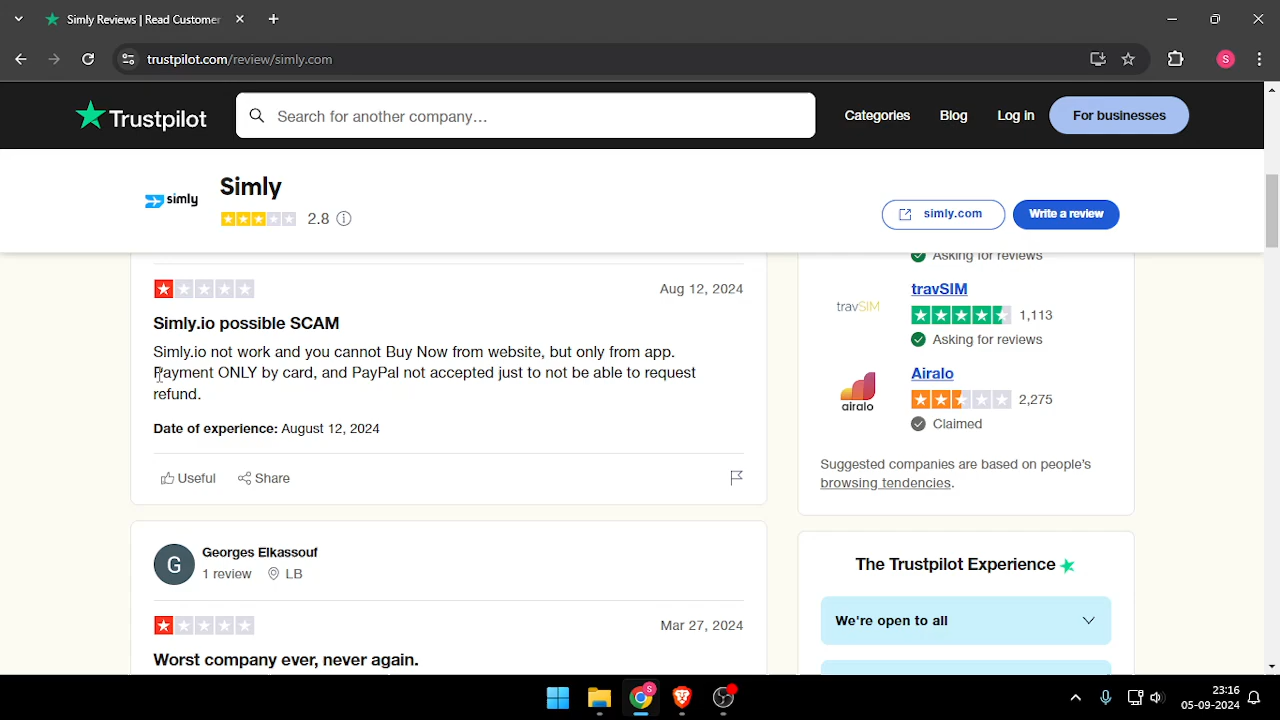 Simly Reviews | Read Customer
trustpilot.com/review/simly.com
S
Trustpilot
Search for another company…
Categories
Blog
Log In
For businesses
simly
Simly
2.8
simly.com
Write a review
Aug 12, 2024
Simly.io possible SCAM
Simly.io not work and you cannot Buy Now from website, but only from app.
Payment ONLY by card, and PayPal not accepted just to not be able to request
refund.
Date of experience: August 12, 2024
Useful
Share
G
Georges Elkassouf
1 review
LB
Mar 27, 2024
Worst company ever, never again.
Asking for reviews
travSIM
travSIM
1,113
Asking for reviews
airalo
Airalo
2,275
Claimed
Suggested companies are based on people's
browsing tendencies.
The Trustpilot Experience
We're open to all
S
23:16
05-09-2024